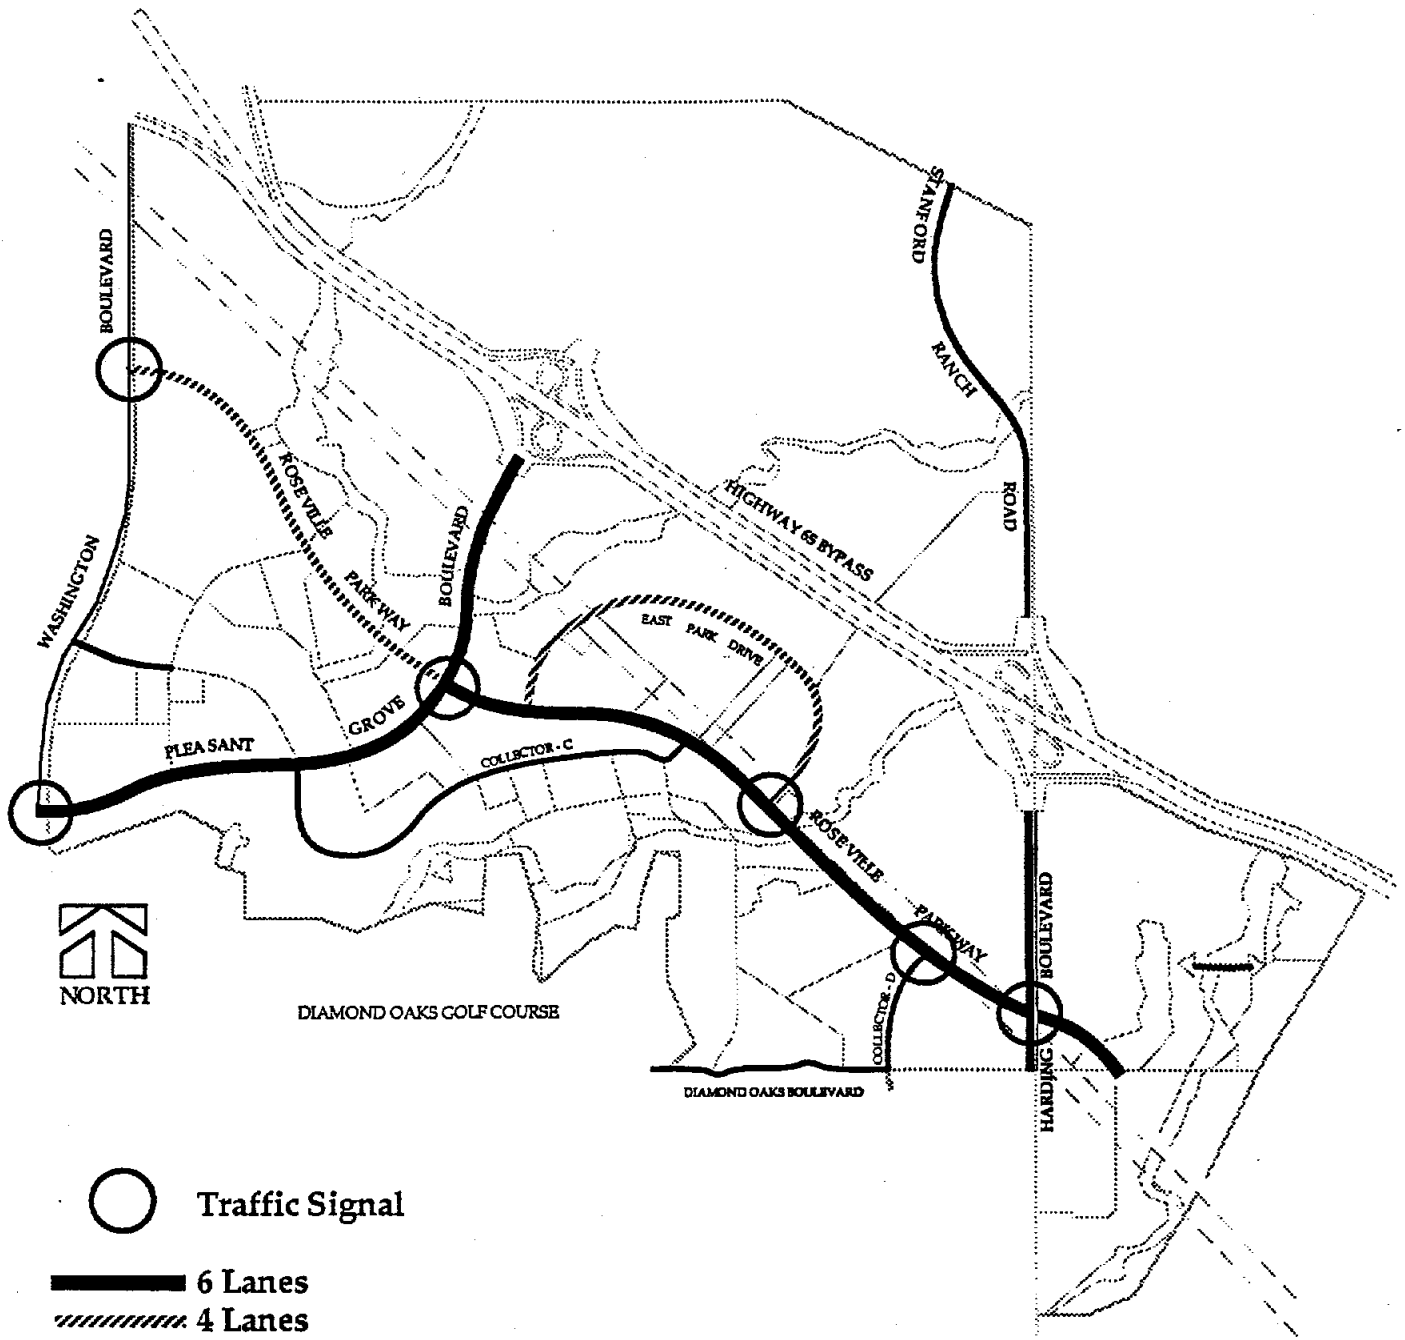 STANFORD
RANCH
ROAD
BOULEVARD
WASHINGTON
ROSEVILLE
PARKWAY
BOULEVARD
HIGHWAY 65 BYPASS
EAST PARK DRIVE
PLEASANT
GROVE
COLLECTOR - C
ROSEVILLE
PARKWAY
BOULEVARD
HARDING
COLLECTOR - D
NORTH
DIAMOND OAKS GOLF COURSE
DIAMOND OAKS BOULEVARD
Traffic Signal
6 Lanes
4 Lanes